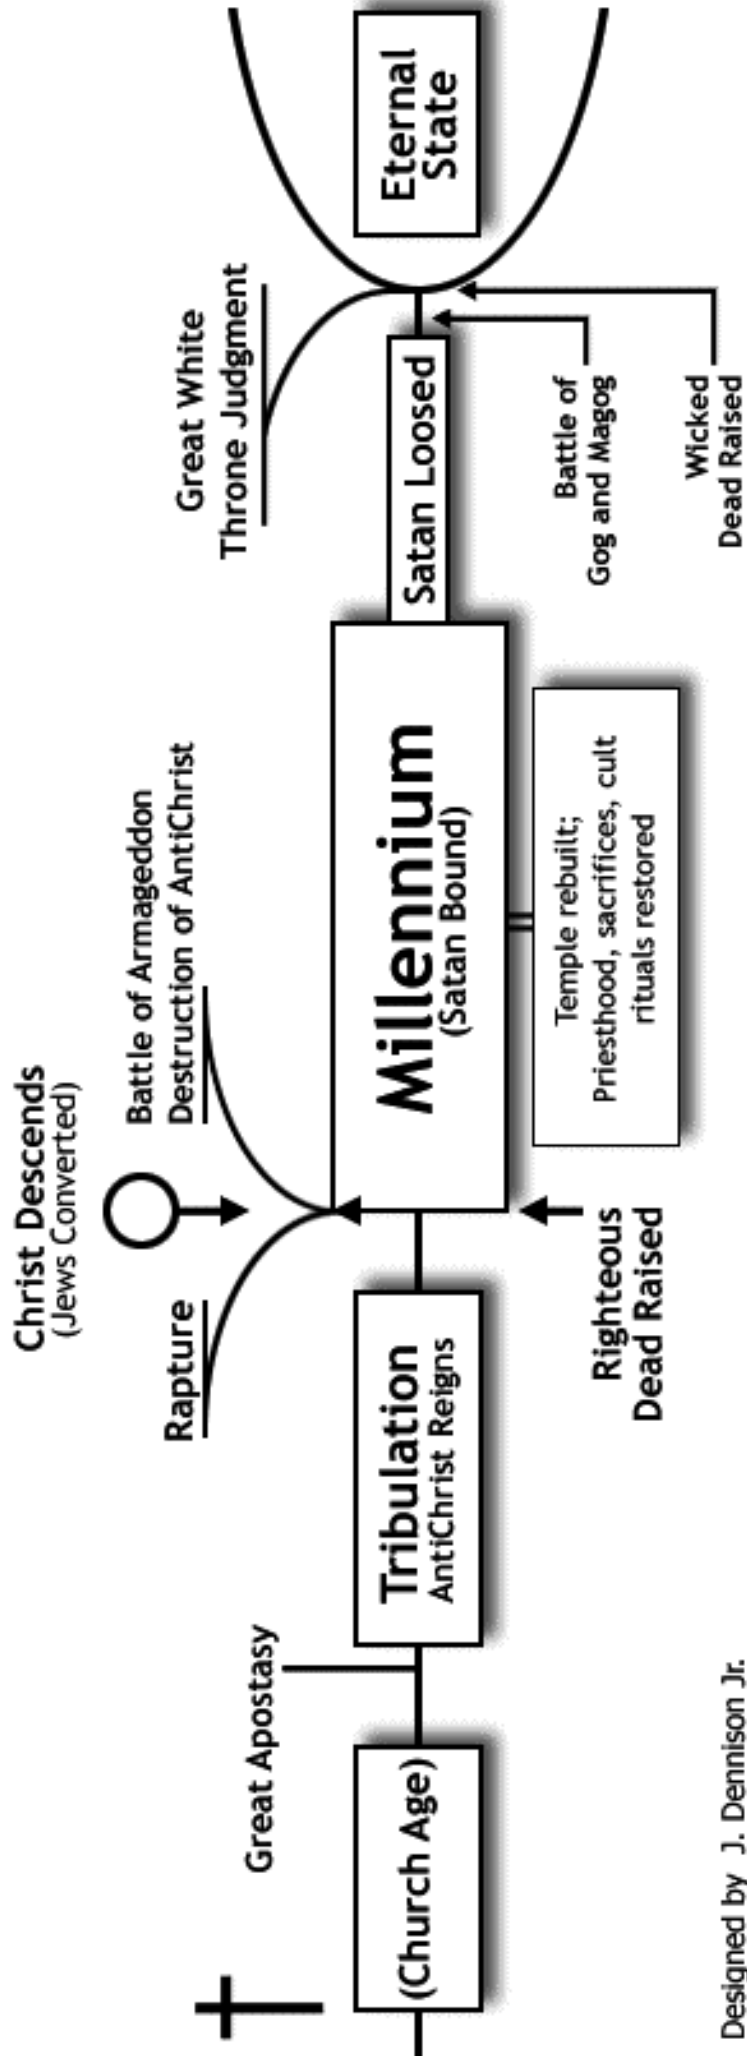 Christ Descends
(Jews Converted)
Rapture
Battle of Armageddon
Destruction of AntiChrist
Great White
Throne Judgment
Great Apostasy
(Church Age)
Tribulation
AntiChrist Reigns
Millennium
(Satan Bound)
Satan Loosed
Eternal
State
Righteous
Dead Raised
Temple rebuilt;
Priesthood, sacrifices, cult
rituals restored
Battle of
Gog and Magog
Wicked
Dead Raised
Designed by J. Dennison Jr.